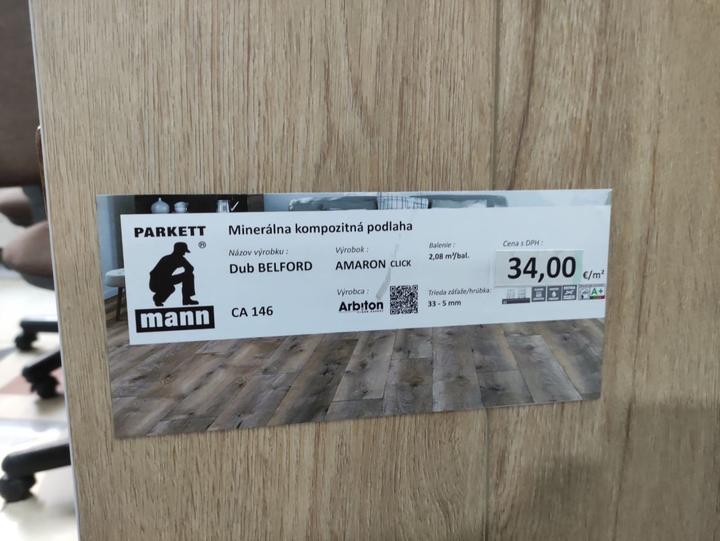 PARKETT
®
mann
Minerálna kompozitná podlaha
Názov výrobku :
Dub BELFORD
CA 146
Výrobok :
AMARON CLICK
Výrobca :
Arbiton
Balenie :
2,08 m²/bal.
Trieda záťaže/hrúbka:
33 - 5 mm
Cena s DPH :
34,00 €/m²
A+